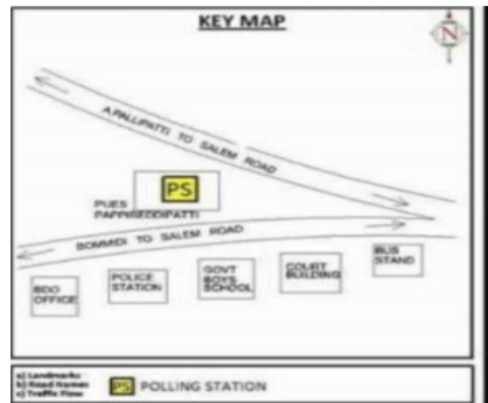 KEY MAP
N
A.PALLIPATTI TO SALEM ROAD
PS
PUES
PAPPIREDDIPATTI
BOMMIDI TO SALEM ROAD
BUS
STAND
COURT
BUILDING
GOVT
BOYS
SCHOOL
POLICE
STATION
BDO
OFFICE
a) Landmarks
b) Road Names
c) Traffic Flow
PS POLLING STATION